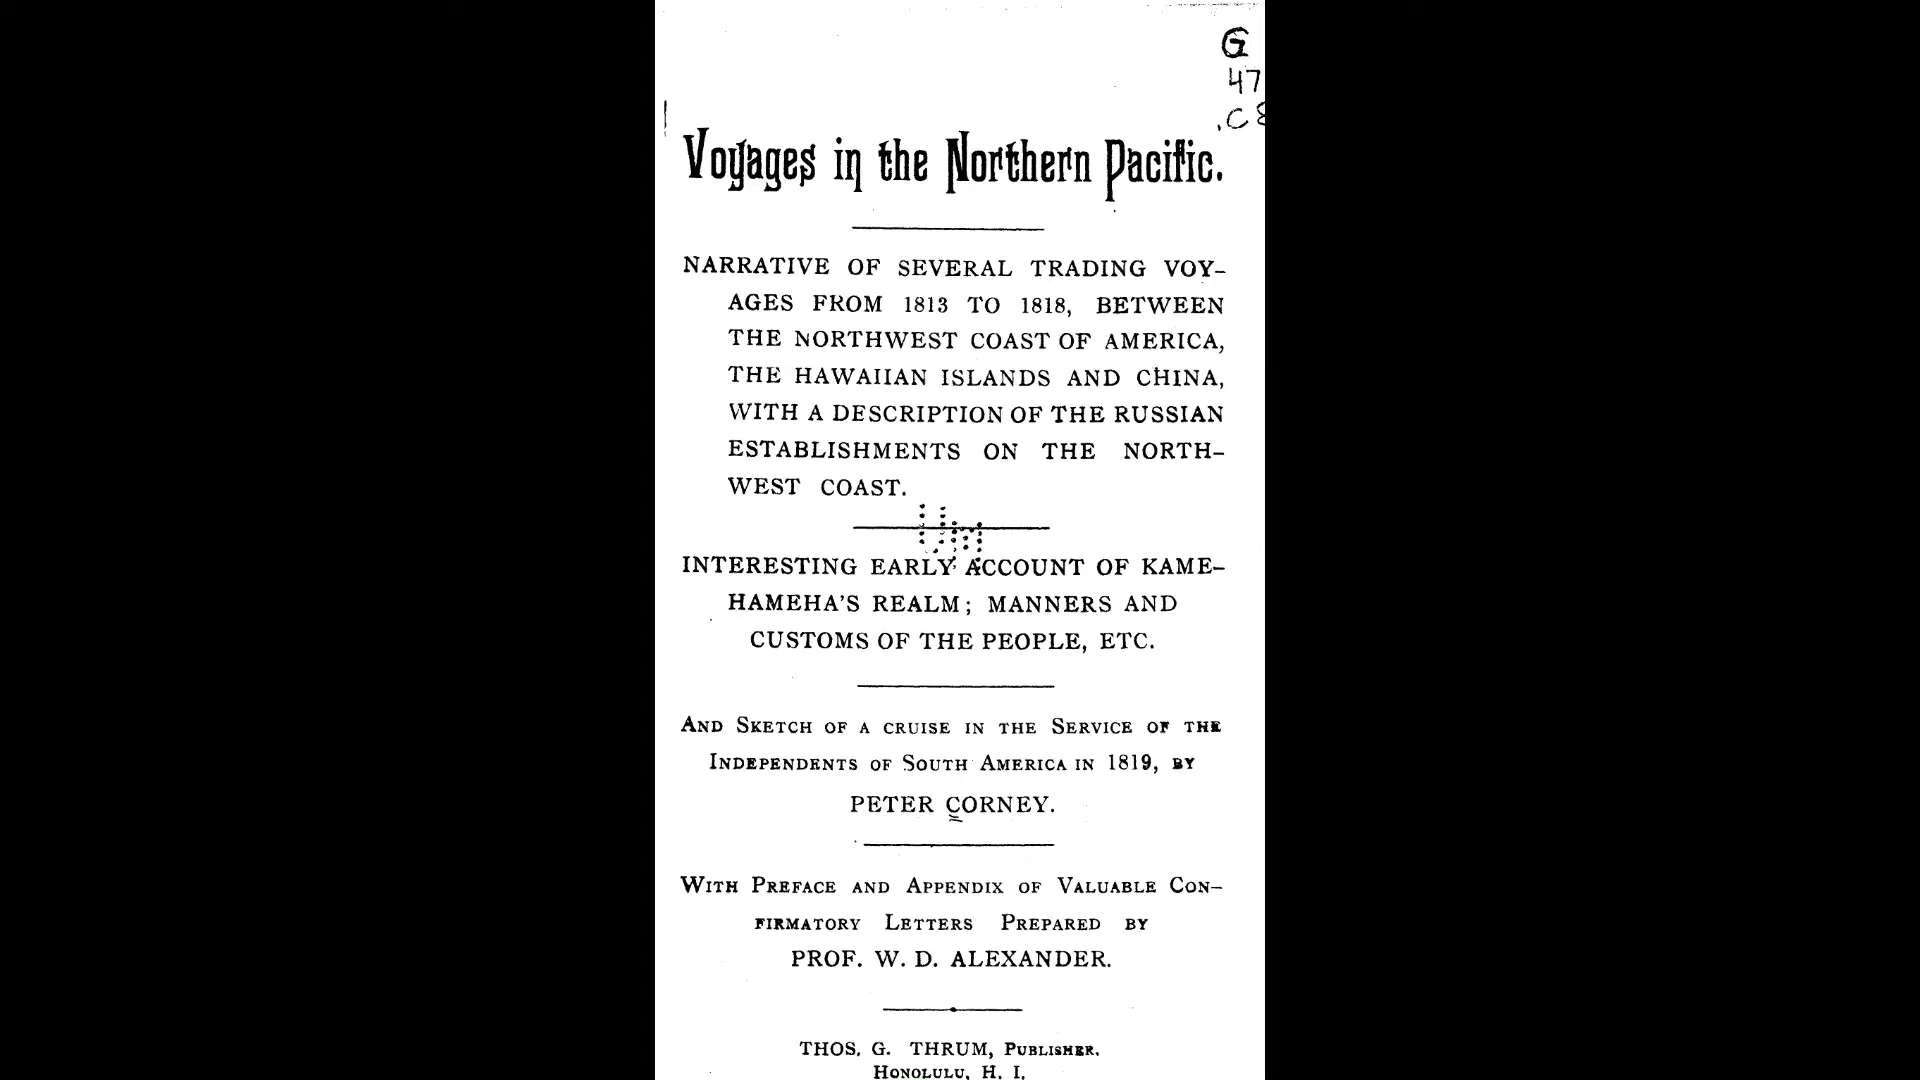 G
47
.C8
Voyages in the Northern Pacific.
NARRATIVE OF SEVERAL TRADING VOY-
AGES FROM 1813 TO 1818, BETWEEN
THE NORTHWEST COAST OF AMERICA,
THE HAWAIIAN ISLANDS AND CHINA,
WITH A DESCRIPTION OF THE RUSSIAN
ESTABLISHMENTS ON THE NORTH-
WEST COAST.
INTERESTING EARLY ACCOUNT OF KAME-
HAMEHA'S REALM; MANNERS AND
CUSTOMS OF THE PEOPLE, ETC.
AND SKETCH OF A CRUISE IN THE SERVICE OF THE
INDEPENDENTS OF SOUTH AMERICA IN 1819, BY
PETER CORNEY.
WITH PREFACE AND APPENDIX OF VALUABLE CON-
FIRMATORY LETTERS PREPARED BY
PROF. W. D. ALEXANDER.
THOS. G. THRUM, PUBLISHER.
HONOLULU, H. I.